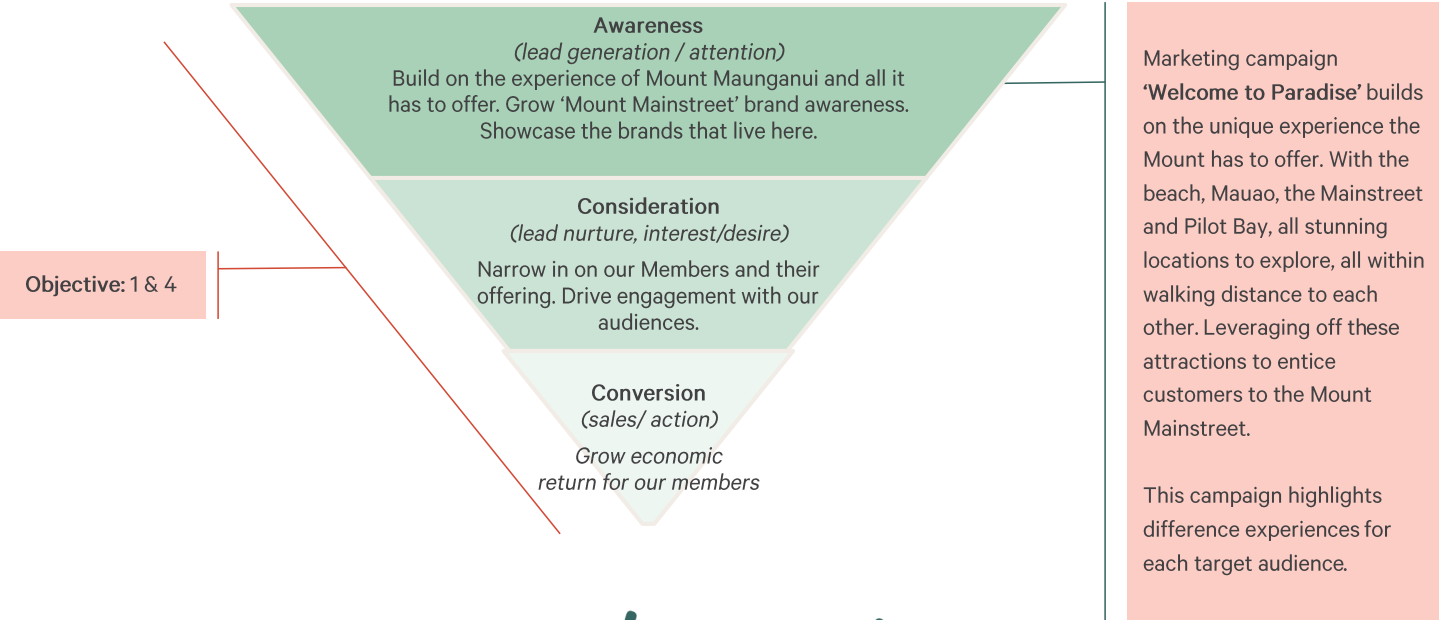 Awareness
(lead generation / attention)
Build on the experience of Mount Maunganui and all it
has to offer. Grow ‘Mount Mainstreet’ brand awareness.
Showcase the brands that live here.
Consideration
(lead nurture, interest/desire)
Narrow in on our Members and their
offering. Drive engagement with our
audiences.
Conversion
(sales/ action)
Grow economic
return for our members
Objective: 1 & 4
Marketing campaign
‘Welcome to Paradise’ builds
on the unique experience the
Mount has to offer. With the
beach, Mauao, the Mainstreet
and Pilot Bay, all stunning
locations to explore, all within
walking distance to each
other. Leveraging off these
attractions to entice
customers to the Mount
Mainstreet.
This campaign highlights
difference experiences for
each target audience.